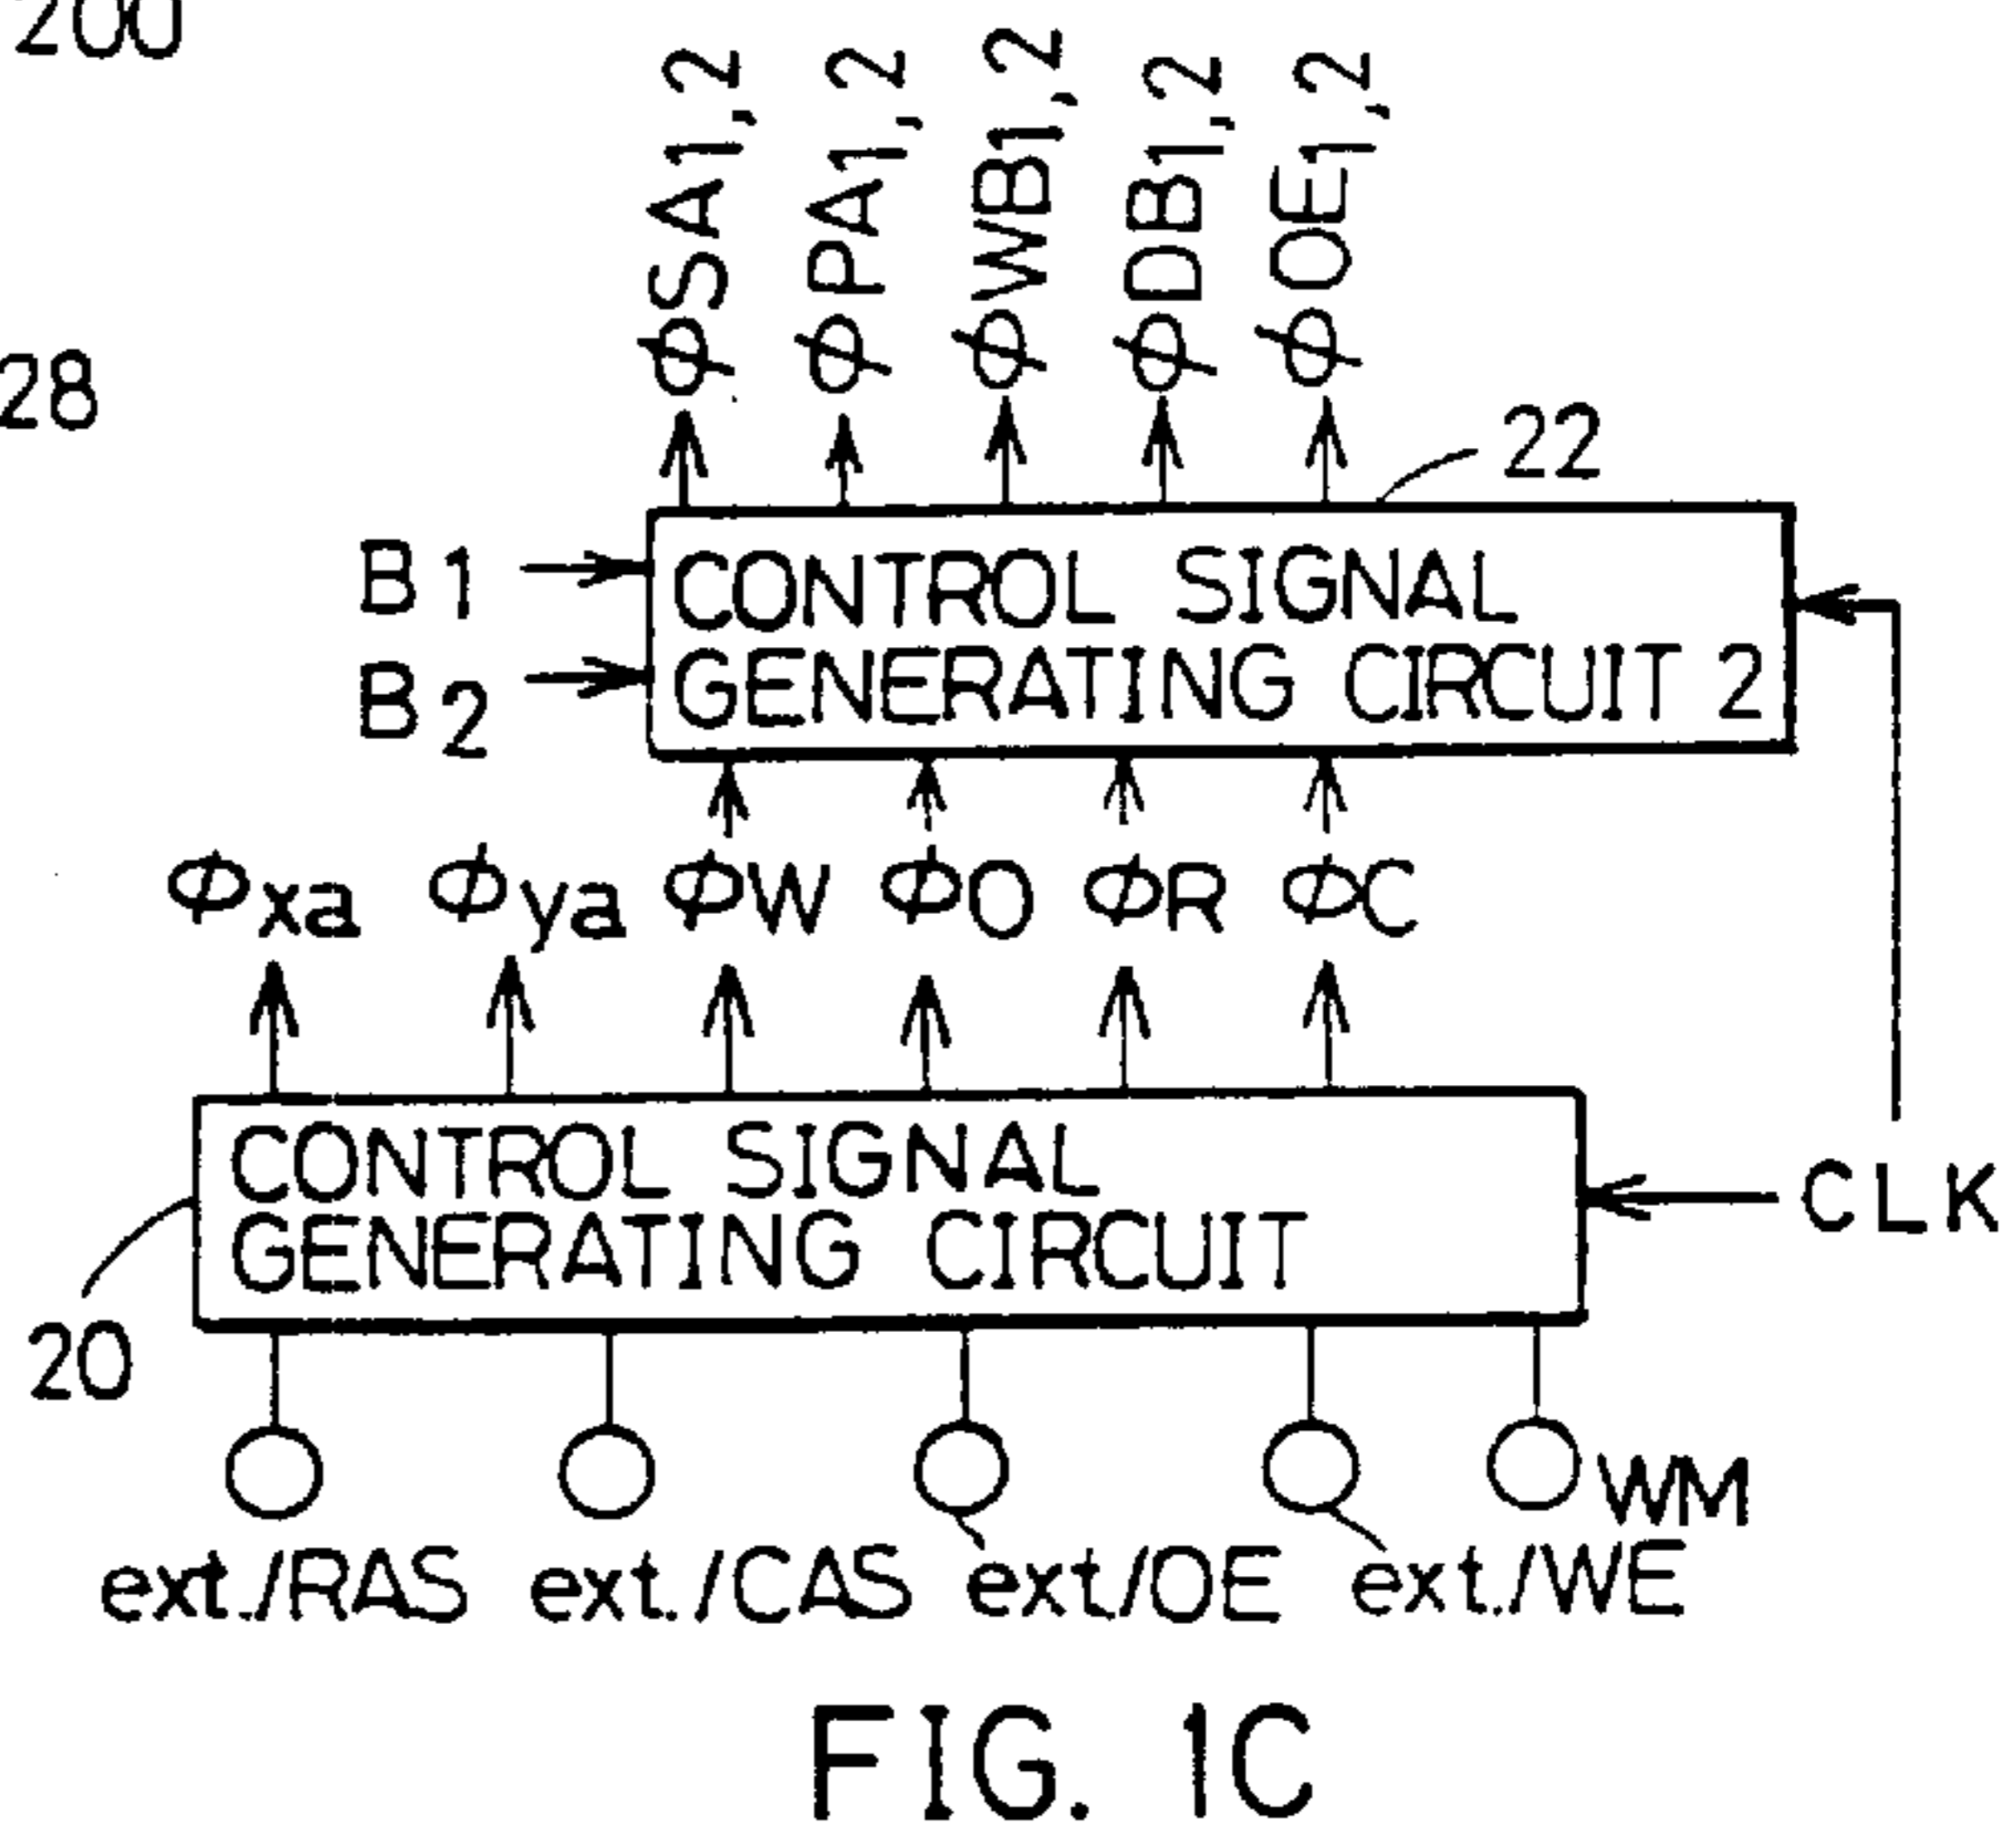 200
28
φSA1,2
φPA1,2
φWB1,2
φDB1,2
φOE1,2
22
B1
B2
CONTROL SIGNAL
GENERATING CIRCUIT 2
φxa φya φW φO φR φC
CONTROL SIGNAL
GENERATING CIRCUIT
CLK
20
WM
ext./RAS ext./CAS ext/OE ext./WE
FIG. 1C